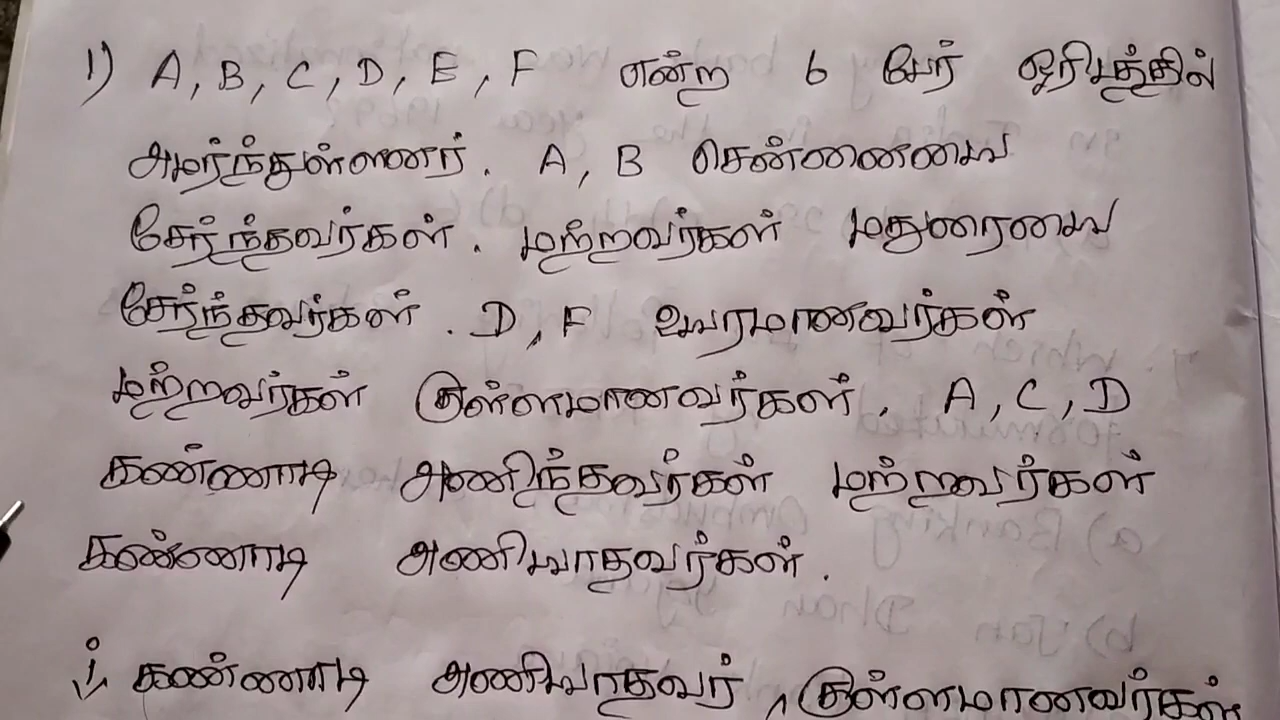 1) A, B, C, D, E, F என்ற 6 பேர் ஓரிடத்தில்
அமர்ந்துள்ளனர். A, B சென்னையை
சேர்ந்தவர்கள். மற்றவர்கள் மதுரையை
சேர்ந்தவர்கள். D, F உயரமானவர்கள்
மற்றவர்கள் குள்ளமானவர்கள். A, C, D
கண்ணாடி அணிந்தவர்கள் மற்றவர்கள்
கண்ணாடி அணியாதவர்கள்.
i, கண்ணாடி அணியாதவர், குள்ளமானவர்கள்